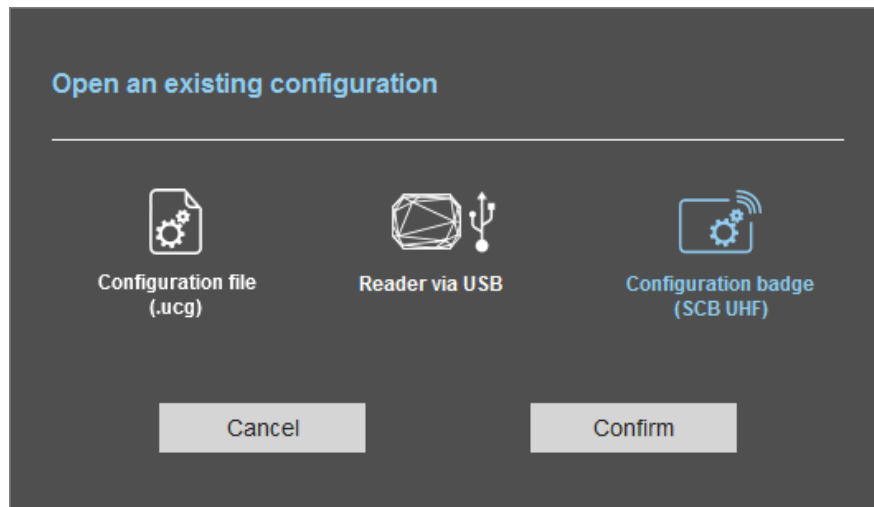 Open an existing configuration
Configuration file
(.ucg)
Reader via USB
Configuration badge
(SCB UHF)
Cancel
Confirm